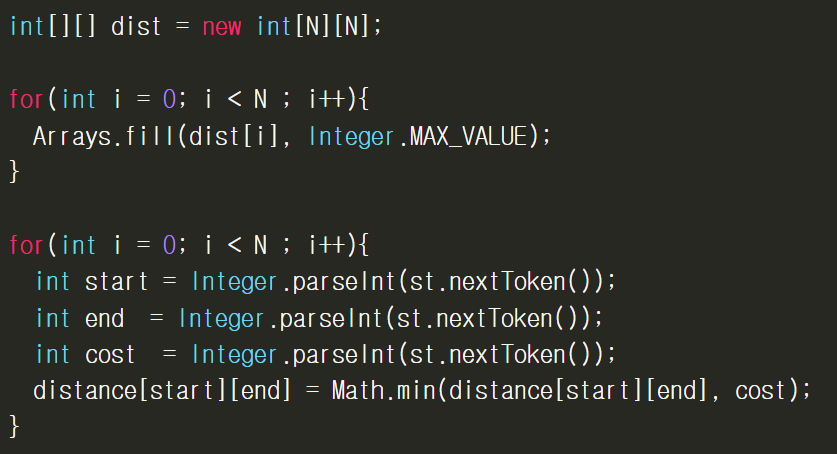 int[][] dist = new int[N][N];
for(int i = 0; i < N ; i++){
Arrays.fill(dist[i], Integer.MAX_VALUE);
}
for(int i = 0; i < N ; i++){
int start = Integer.parseInt(st.nextToken());
int end  = Integer.parseInt(st.nextToken());
int cost  = Integer.parseInt(st.nextToken());
distance[start][end] = Math.min(distance[start][end], cost);
}